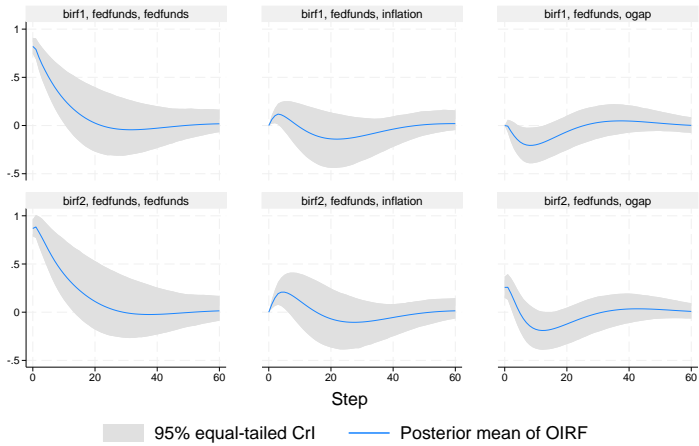 birf1, fedfunds, fedfunds
birf1, fedfunds, inflation
birf1, fedfunds, ogap
1
.5
0
-.5
birf2, fedfunds, fedfunds
birf2, fedfunds, inflation
birf2, fedfunds, ogap
1
.5
0
-.5
0 20 40 60
0 20 40 60
0 20 40 60
Step
95% equal-tailed CrI
Posterior mean of OIRF